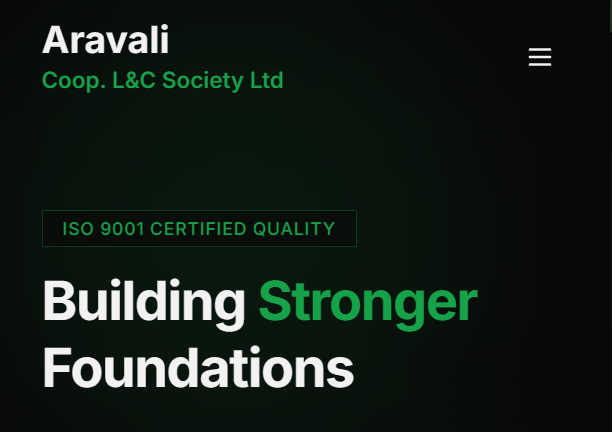 Aravali
Coop. L&C Society Ltd
ISO 9001 CERTIFIED QUALITY
Building Stronger
Foundations